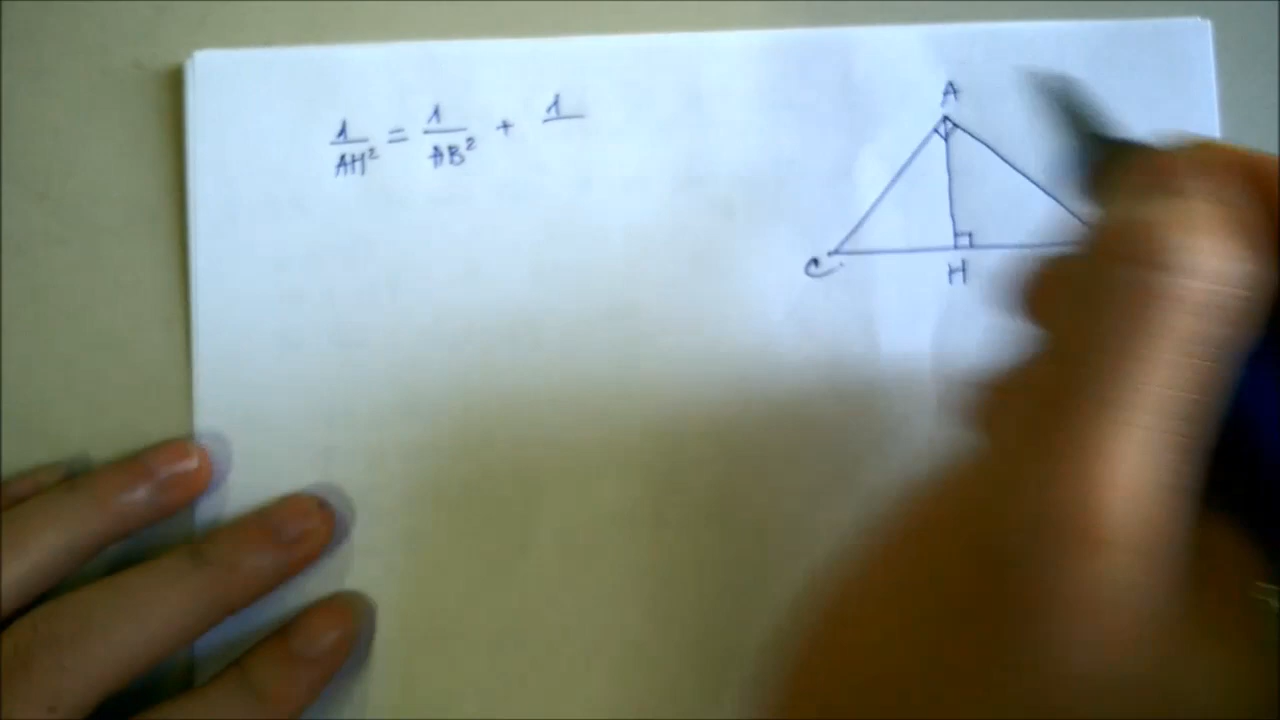 1/AH² = 1/AB² + 1/
A
C
H